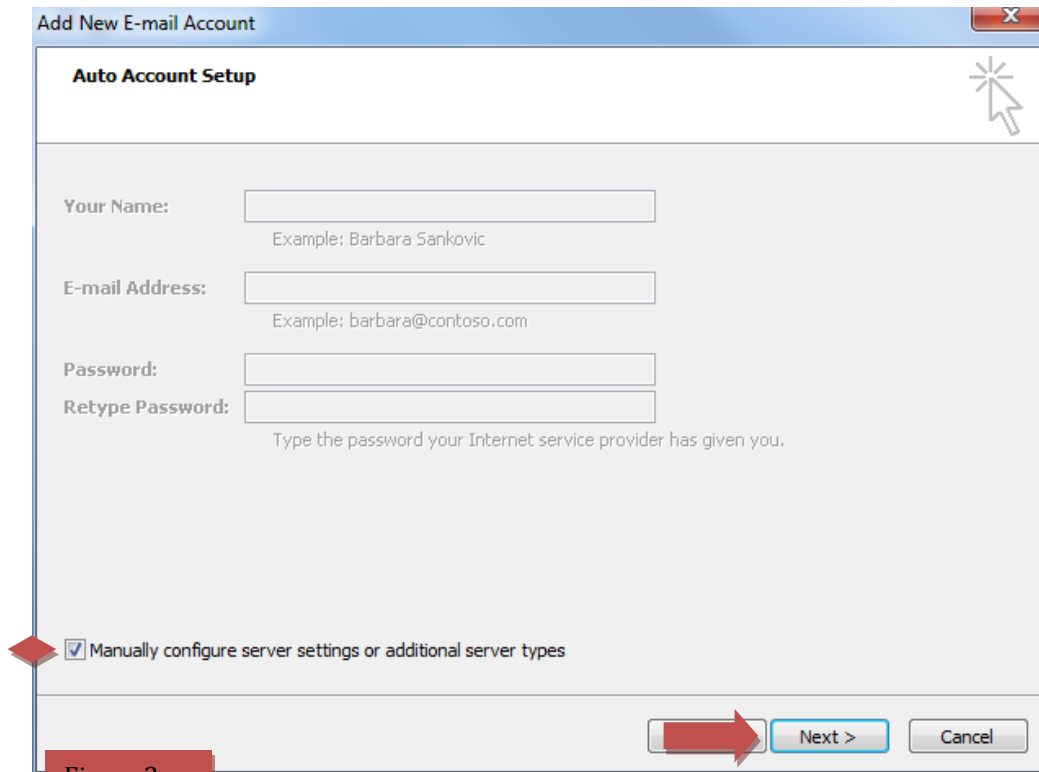 Add New E-mail Account
Auto Account Setup
Your Name:
Example: Barbara Sankovic
E-mail Address:
Example: barbara@contoso.com
Password:
Retype Password:
Type the password your Internet service provider has given you.
Manually configure server settings or additional server types
Next >
Cancel